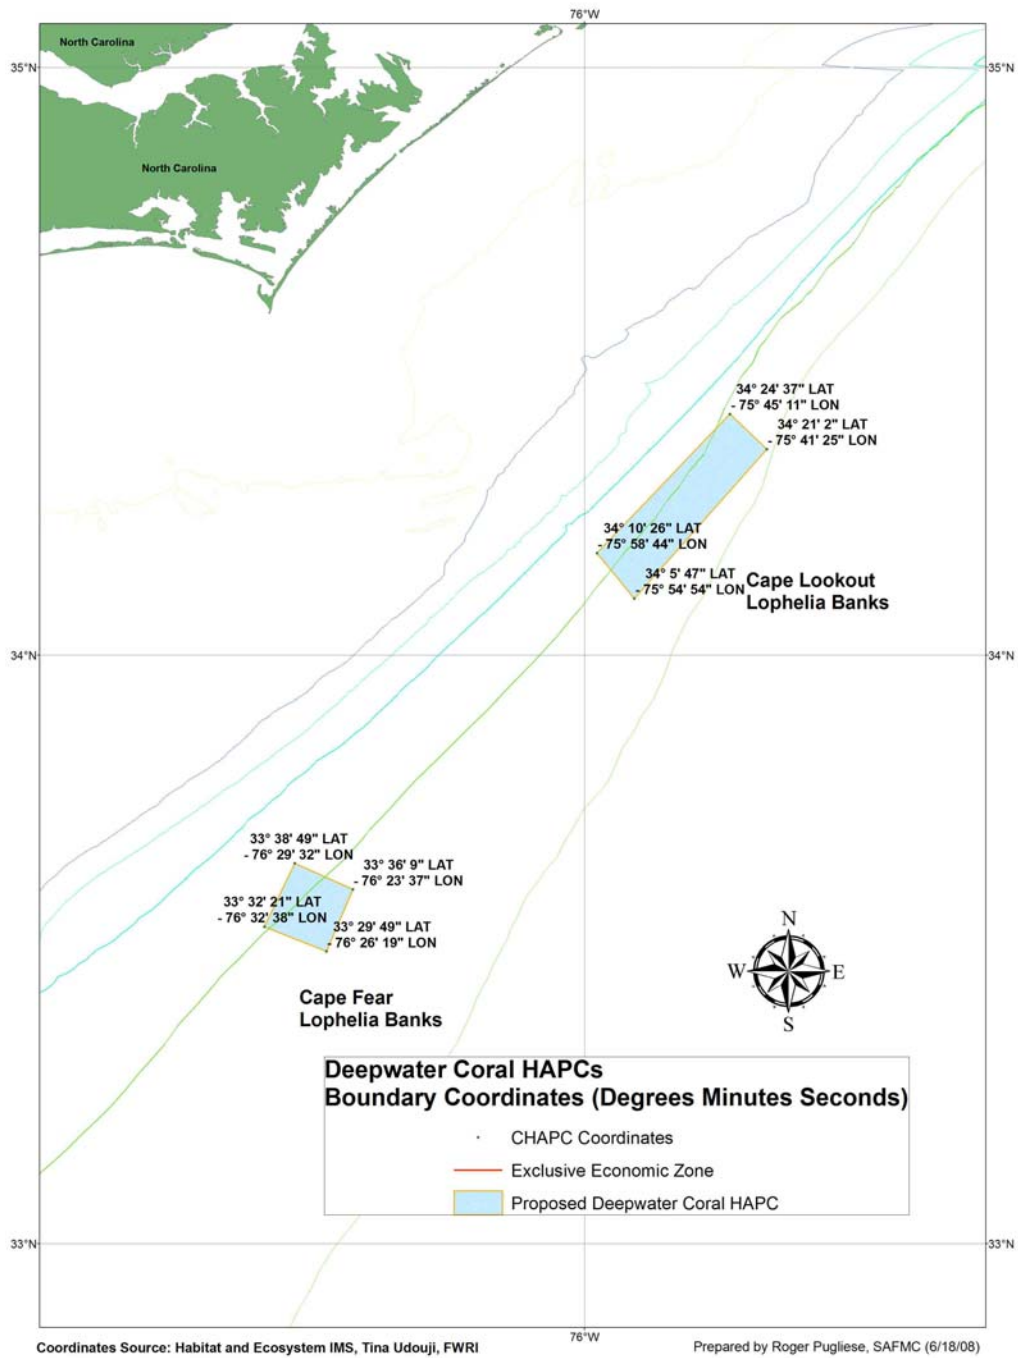 76°W
North Carolina
35°N
35°N
North Carolina
34° 24' 37" LAT
- 75° 45' 11" LON
34° 21' 2" LAT
- 75° 41' 25" LON
34° 10' 26" LAT
- 75° 58' 44" LON
34° 5' 47" LAT
- 75° 54' 54" LON
Cape Lookout
Lophelia Banks
34°N
34°N
33° 38' 49" LAT
- 76° 29' 32" LON
33° 36' 9" LAT
- 76° 23' 37" LON
33° 32' 21" LAT
- 76° 32' 38" LON
33° 29' 49" LAT
- 76° 26' 19" LON
Cape Fear
Lophelia Banks
N
W E
S
Deepwater Coral HAPCs
Boundary Coordinates (Degrees Minutes Seconds)
CHAPC Coordinates
Exclusive Economic Zone
Proposed Deepwater Coral HAPC
33°N
33°N
76°W
Coordinates Source: Habitat and Ecosystem IMS, Tina Udouji, FWRI
Prepared by Roger Pugliese, SAFMC (6/18/08)